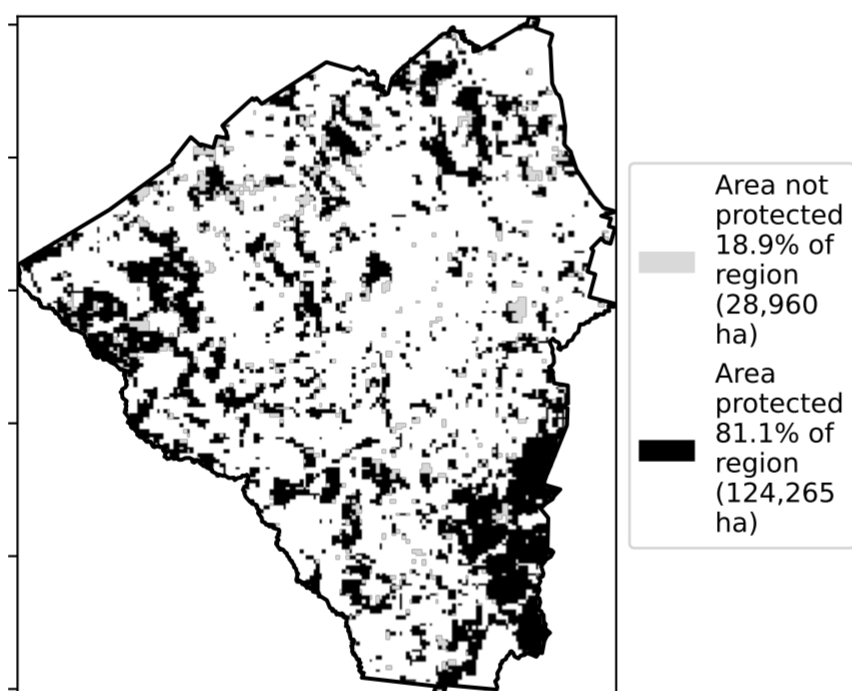 Area not
protected
18.9% of
region
(28,960
ha)
Area
protected
81.1% of
region
(124,265
ha)